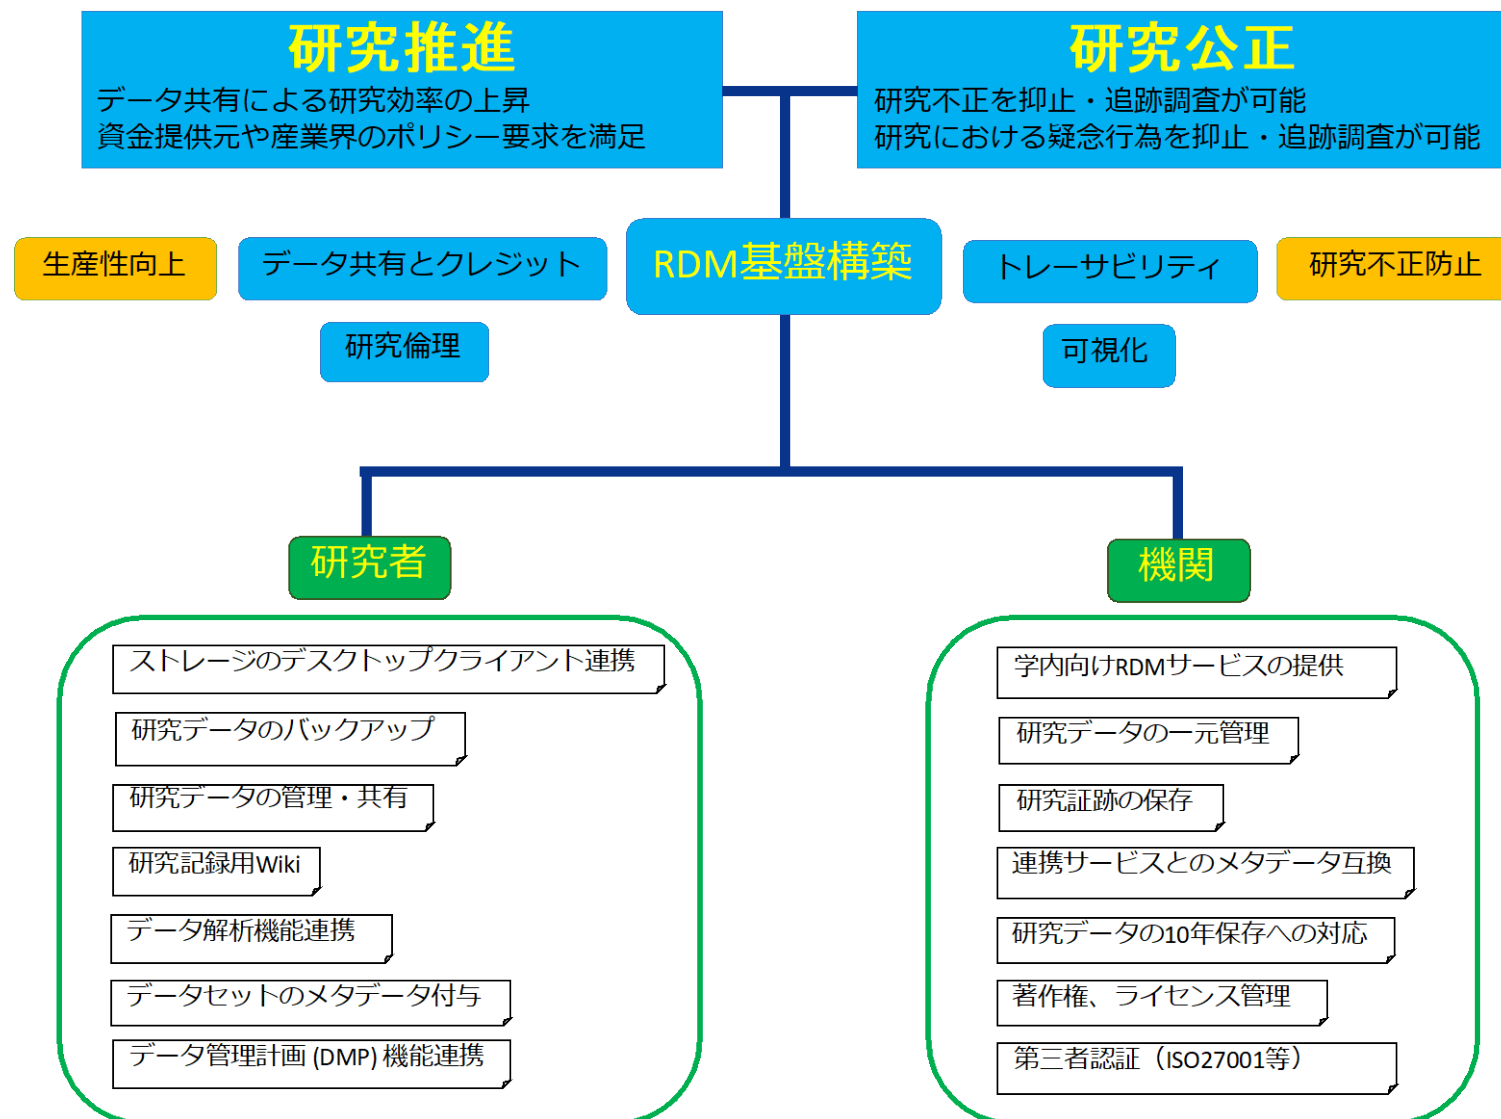 研究推進
データ共有による研究効率の上昇
資金提供元や産業界のポリシー要求を満足
研究公正
研究不正を抑止・追跡調査が可能
研究における疑念行為を抑止・追跡調査が可能
生産性向上
データ共有とクレジット
RDM基盤構築
トレーサビリティ
研究不正防止
研究倫理
可視化
研究者
ストレージのデスクトップクライアント連携
研究データのバックアップ
研究データの管理・共有
研究記録用Wiki
データ解析機能連携
データセットのメタデータ付与
データ管理計画 (DMP) 機能連携
機関
学内向けRDMサービスの提供
研究データの一元管理
研究証跡の保存
連携サービスとのメタデータ互換
研究データの10年保存への対応
著作権、ライセンス管理
第三者認証（ISO27001等）